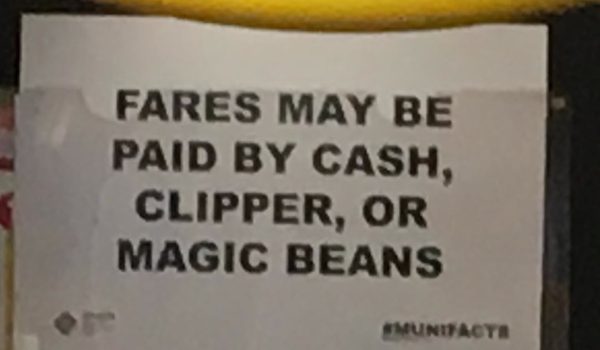 FARES MAY BE
PAID BY CASH,
CLIPPER, OR
MAGIC BEANS
#MUNIFACTS